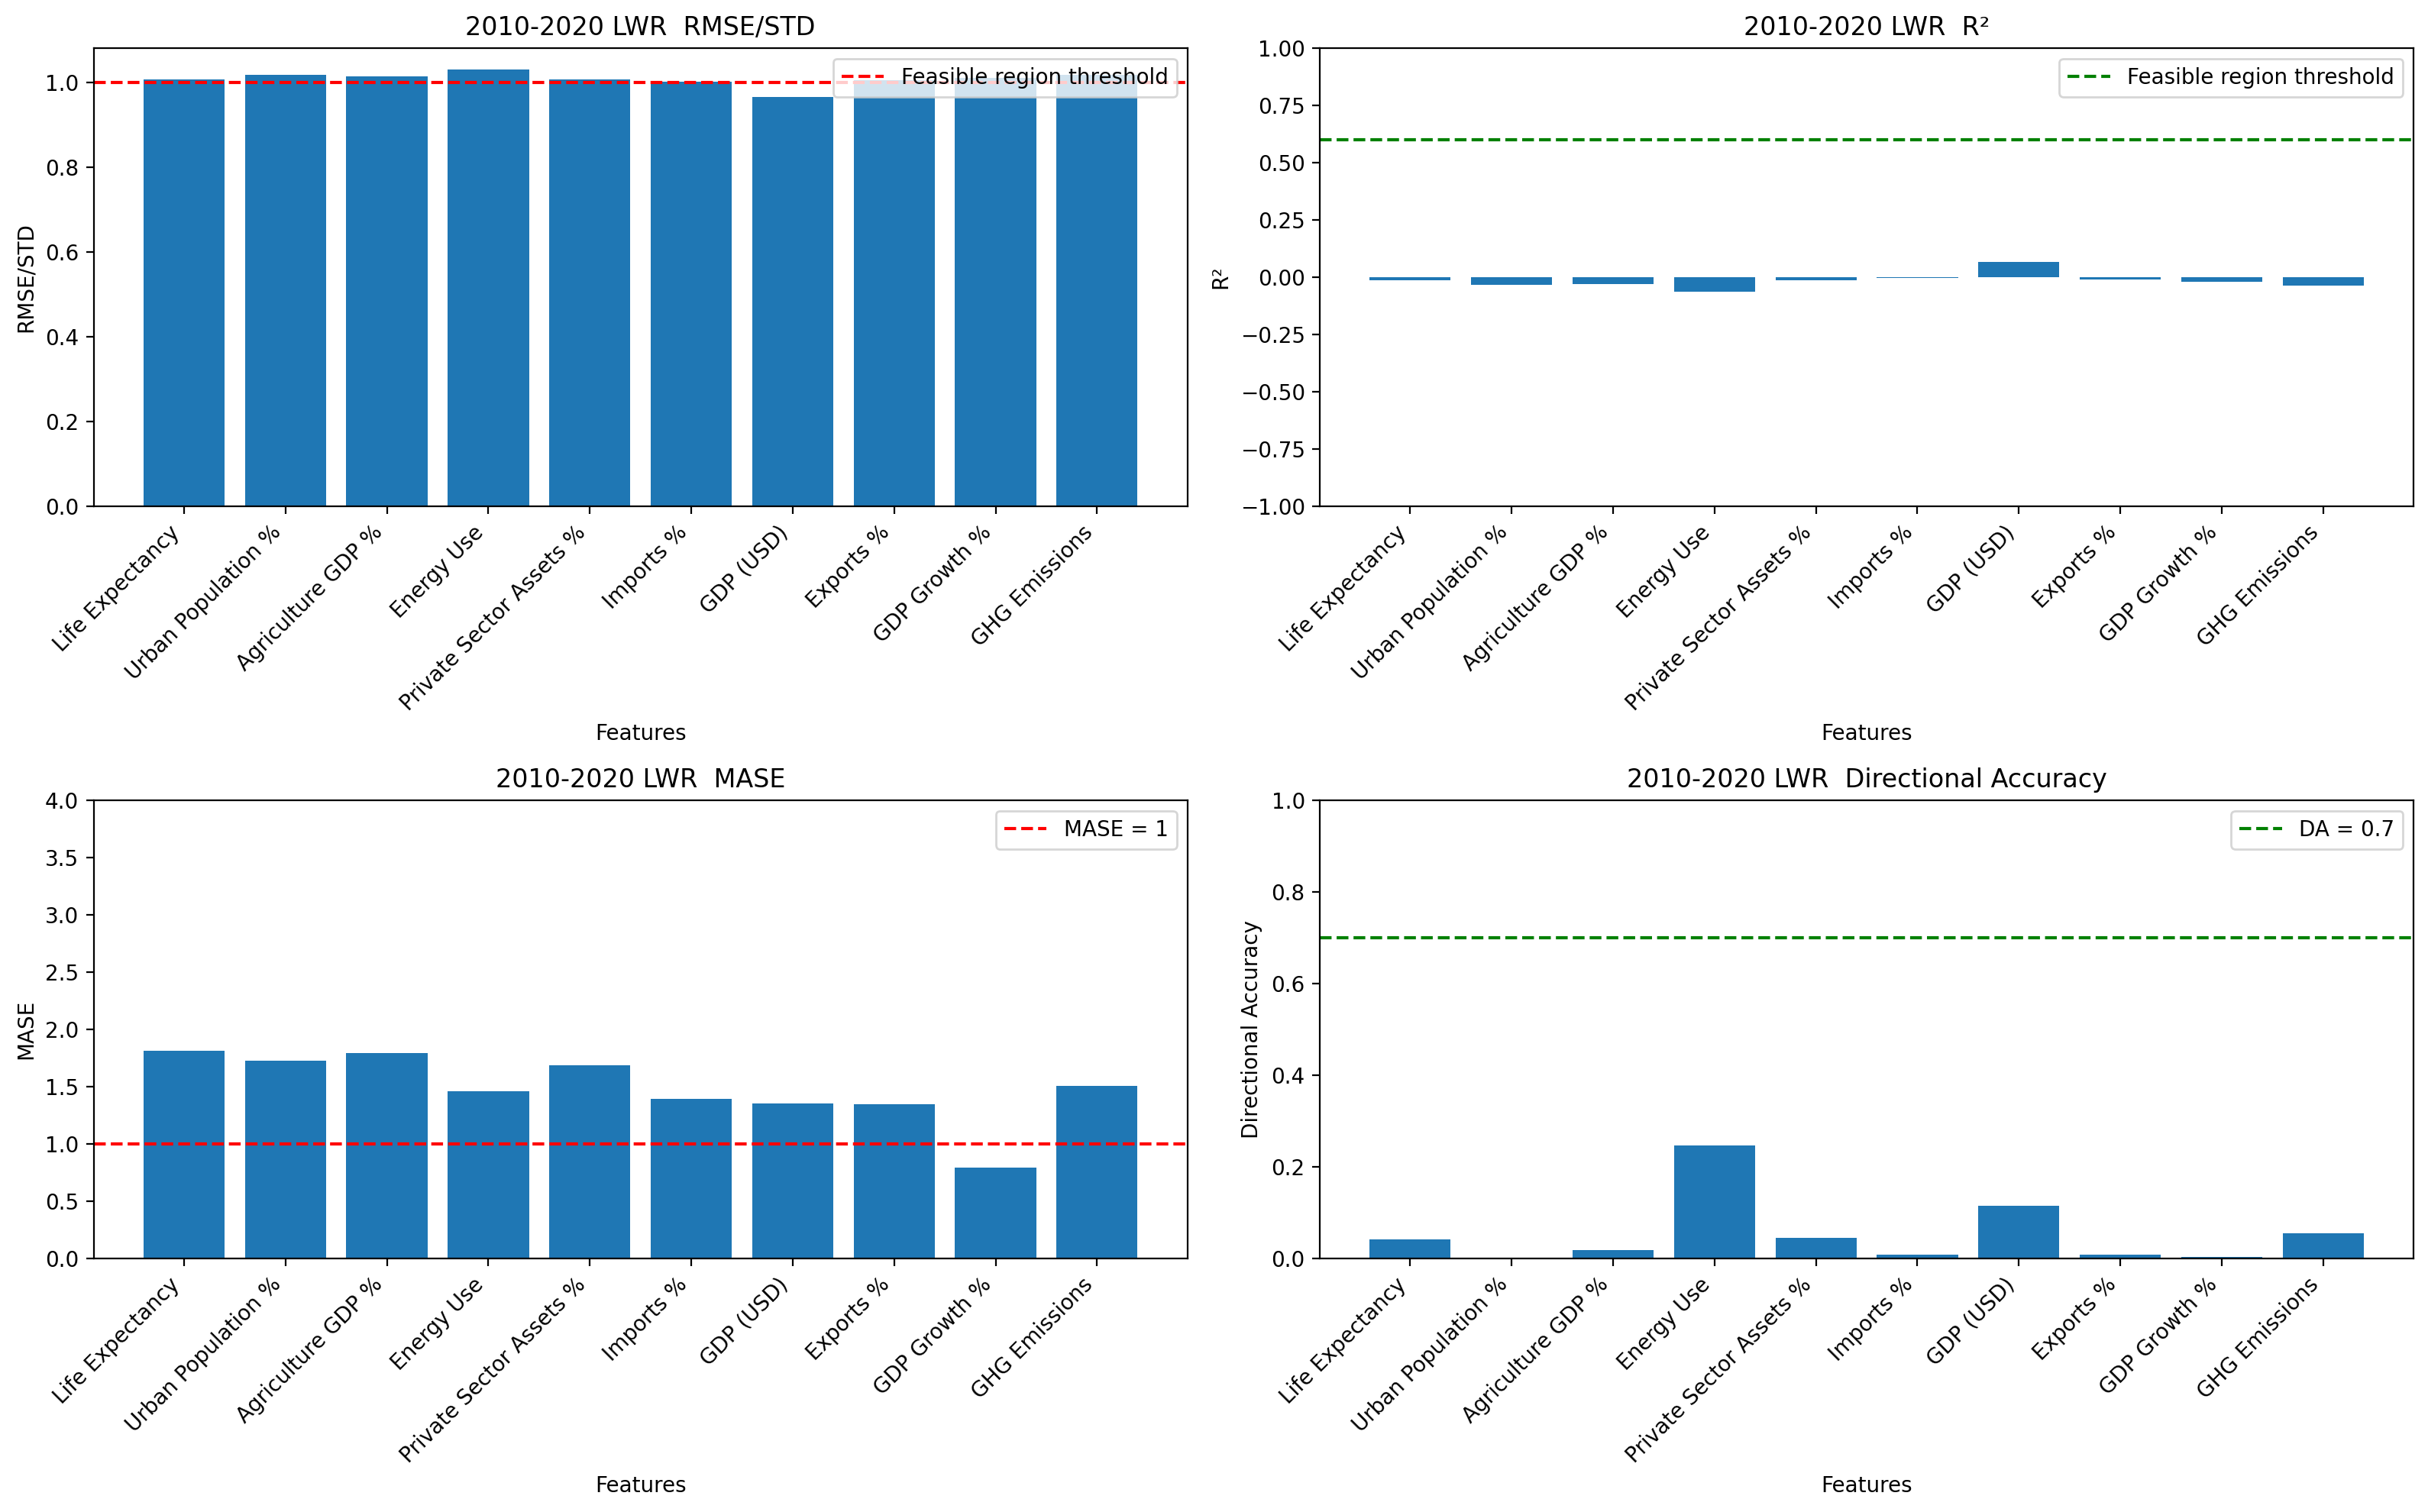 2010-2020 LWR  RMSE/STD
Feasible region threshold
RMSE/STD
1.0
0.8
0.6
0.4
0.2
0.0
Life Expectancy
Urban Population %
Agriculture GDP %
Energy Use
Private Sector Assets %
Imports %
GDP (USD)
Exports %
GDP Growth %
GHG Emissions
Features
2010-2020 LWR  R²
Feasible region threshold
R²
1.00
0.75
0.50
0.25
0.00
−0.25
−0.50
−0.75
−1.00
Life Expectancy
Urban Population %
Agriculture GDP %
Energy Use
Private Sector Assets %
Imports %
GDP (USD)
Exports %
GDP Growth %
GHG Emissions
Features
2010-2020 LWR  MASE
MASE = 1
MASE
4.0
3.5
3.0
2.5
2.0
1.5
1.0
0.5
0.0
Life Expectancy
Urban Population %
Agriculture GDP %
Energy Use
Private Sector Assets %
Imports %
GDP (USD)
Exports %
GDP Growth %
GHG Emissions
Features
2010-2020 LWR  Directional Accuracy
DA = 0.7
Directional Accuracy
1.0
0.8
0.6
0.4
0.2
0.0
Life Expectancy
Urban Population %
Agriculture GDP %
Energy Use
Private Sector Assets %
Imports %
GDP (USD)
Exports %
GDP Growth %
GHG Emissions
Features